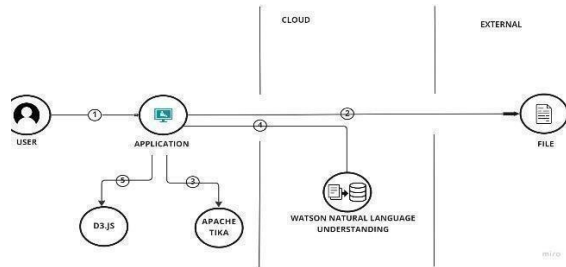 CLOUD
EXTERNAL
1
2
4
USER
APPLICATION
FILE
5
3
D3.JS
APACHE
TIKA
WATSON NATURAL LANGUAGE
UNDERSTANDING
miro